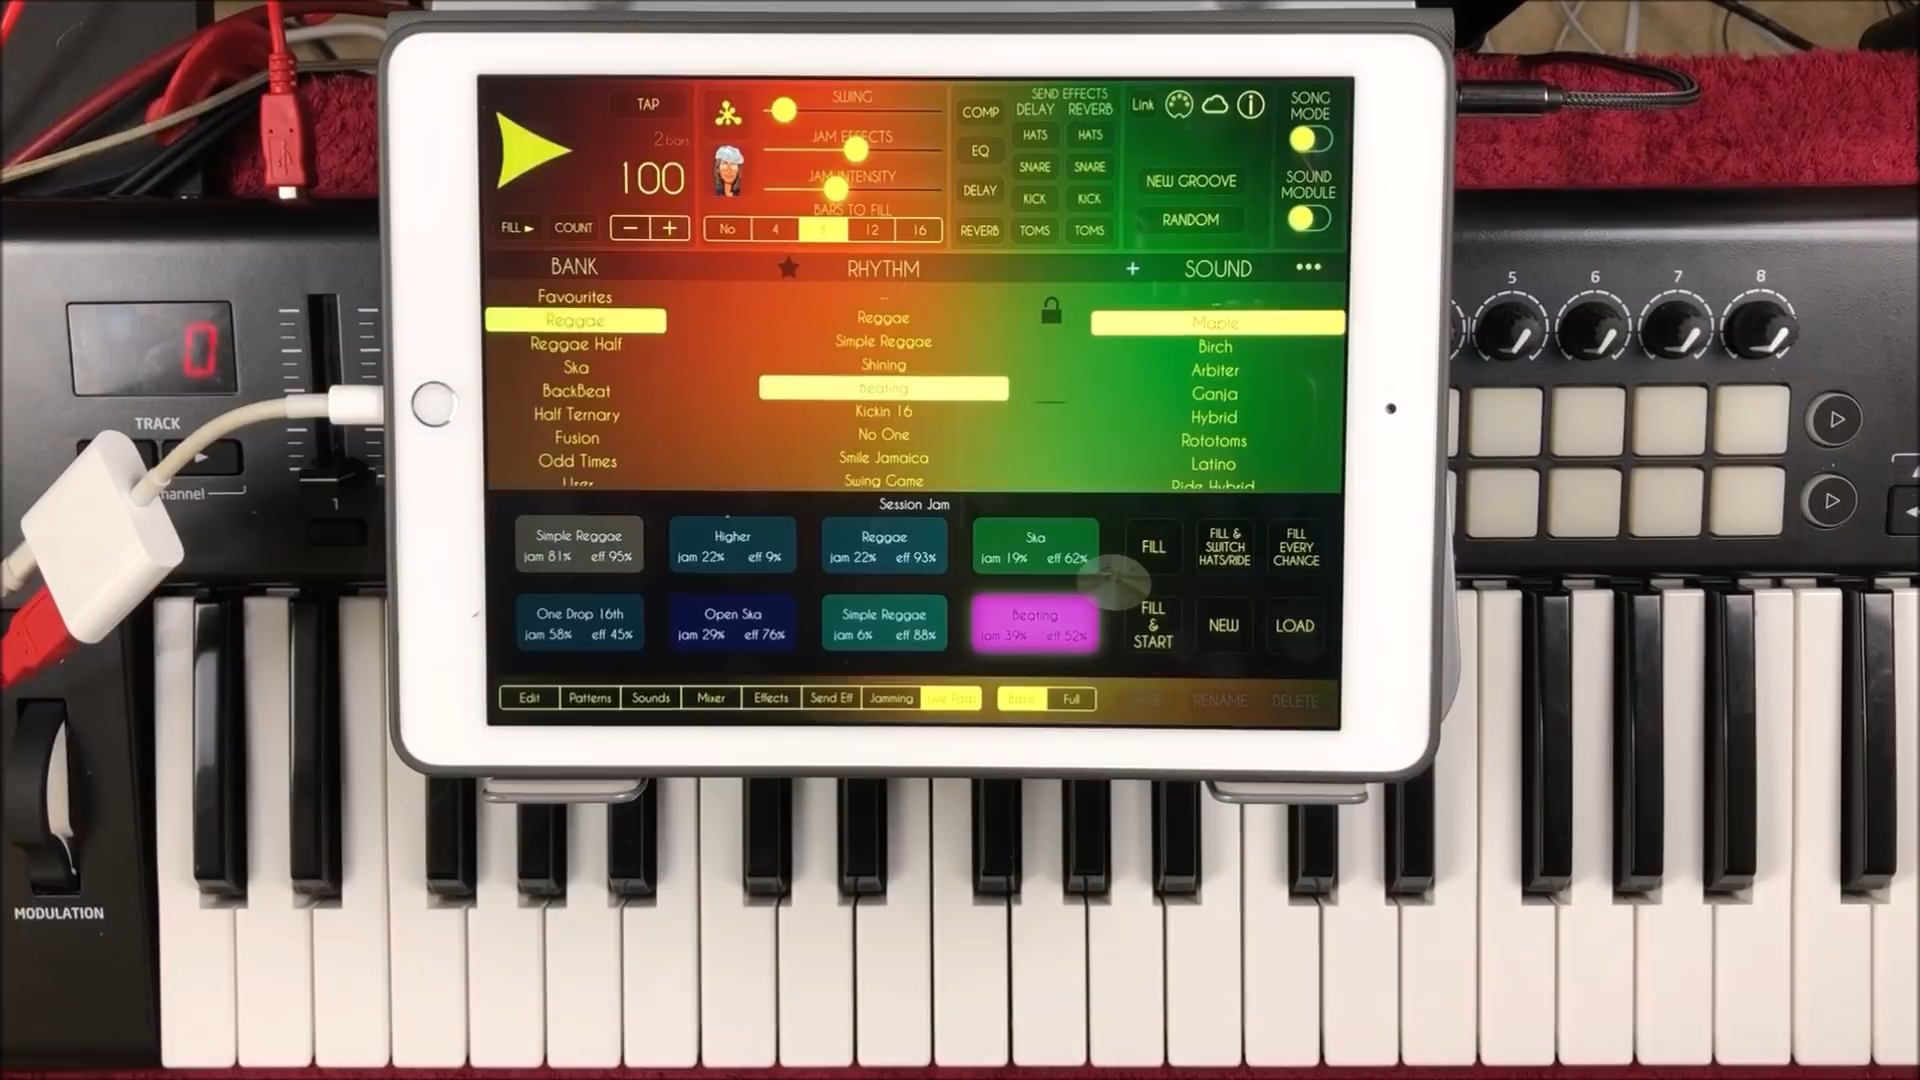 TAP
2 bars
100
FILL COUNT
− +
SWING
JAM EFFECTS
JAM INTENSITY
BARS TO FILL
No 4 8 12 16
COMP
EQ
DELAY
REVERB
SEND EFFECTS
DELAY REVERB
HATS HATS
SNARE SNARE
KICK KICK
TOMS TOMS
Link
NEW GROOVE
RANDOM
SONG
MODE
SOUND
MODULE
BANK
Favourites
Reggae
Reggae Half
Ska
BackBeat
Half Ternary
Fusion
Odd Times
User
RHYTHM
Reggae
Simple Reggae
Shining
Beating
Kickin 16
No One
Smile Jamaica
Swing Game
+ SOUND •••
Maple
Birch
Arbiter
Ganja
Hybrid
Rototoms
Latino
Ride Hybrid
Session Jam
Simple Reggae
jam 81% eff 95%
Higher
jam 22% eff 9%
Reggae
jam 22% eff 93%
Ska
jam 19% eff 62%
FILL
FILL &
SWITCH
HATS/RIDE
FILL
EVERY
CHANGE
One Drop 16th
jam 58% eff 45%
Open Ska
jam 29% eff 76%
Simple Reggae
jam 6% eff 88%
Beating
jam 39% eff 52%
FILL
&
START
NEW
LOAD
Edit Patterns Sounds Mixer Effects Send Eff Jamming Live Pads Basic Full RENAME DELETE
0
TRACK
1
MODULATION
5 6 7 8